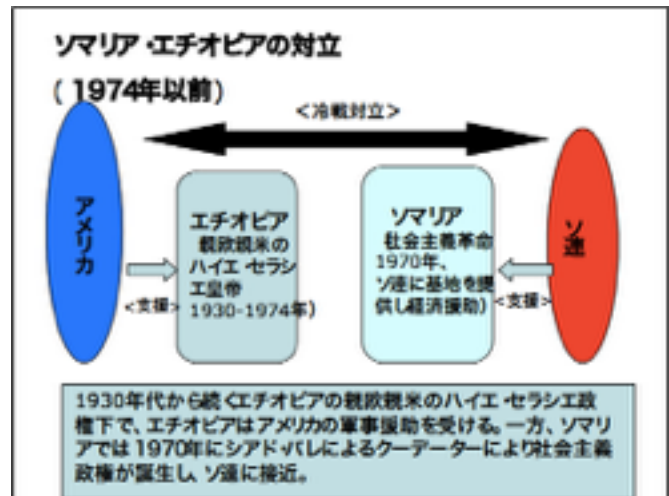 ソマリア・エチオピアの対立
( 1974年以前)
<冷戦対立>
アメリカ
エチオピア
親欧親米の
ハイエ・セラシ
エ皇帝
1930-1974年)
<支援>
ソマリア
社会主義革命
1970年、
ソ連に基地を提
供し経済援助)
<支援>
ソ連
1930年代から続くエチオピアの親欧親米のハイエ・セラシエ政
権下で、エチオピアはアメリカの軍事援助を受ける。一方、ソマリ
アでは1970年にシアド・バレによるクーデーターにより社会主義
政権が誕生し、ソ連に接近。